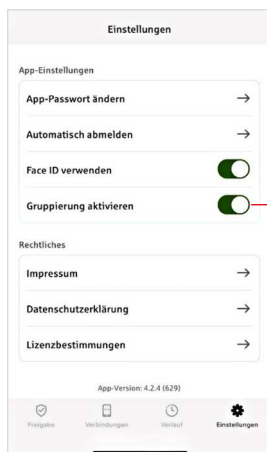 Einstellungen
App-Einstellungen
App-Passwort ändern
Automatisch abmelden
Face ID verwenden
Gruppierung aktivieren
Rechtliches
Impressum
Datenschutzerklärung
Lizenzbestimmungen
App-Version: 4.2.4 (629)
Freigabe Verbindungen Verlauf Einstellungen